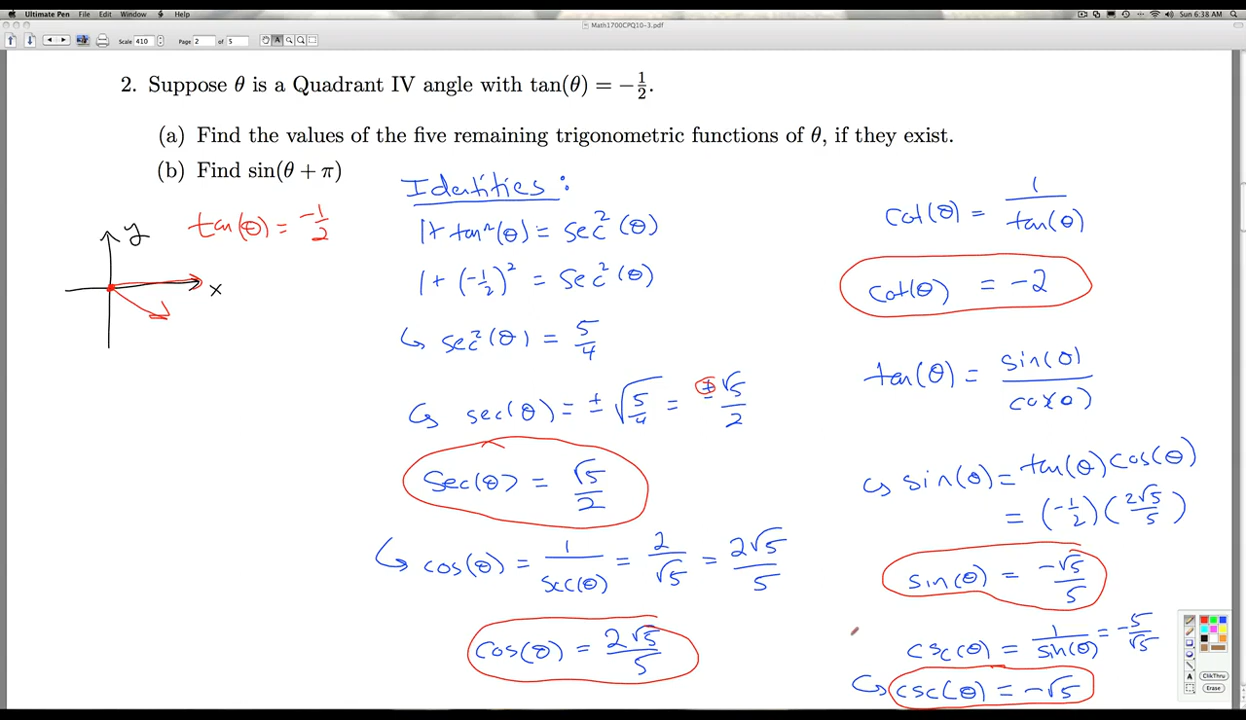 Ultimate Pen File Edit Window Help Sun 6:38 AM
Math1700CPQ10-3.pdf
Scale 410 Page 2 of 5
2. Suppose θ is a Quadrant IV angle with tan(θ) = −1/2.
(a) Find the values of the five remaining trigonometric functions of θ, if they exist.
(b) Find sin(θ + π)
tan(θ) = -1/2
y
x
Identities:
1+ tan²(θ) = sec²(θ)
1 + (-1/2)² = sec²(θ)
↳ sec²(θ) = 5/4
↳ sec(θ) = ± √(5/4) = ± √5/2
Sec(θ) = √5/2
↳ cos(θ) = 1/sec(θ) = 2/√5 = 2√5/5
cos(θ) = 2√5/5
cot(θ) = 1/tan(θ)
cot(θ) = -2
tan(θ) = sin(θ)/cos(θ)
↳ sin(θ) = tan(θ) cos(θ)
= (-1/2)(2√5/5)
sin(θ) = -√5/5
csc(θ) = 1/sin(θ) = -5/√5
↳ csc(θ) = -√5
A
ClikThru
Erase